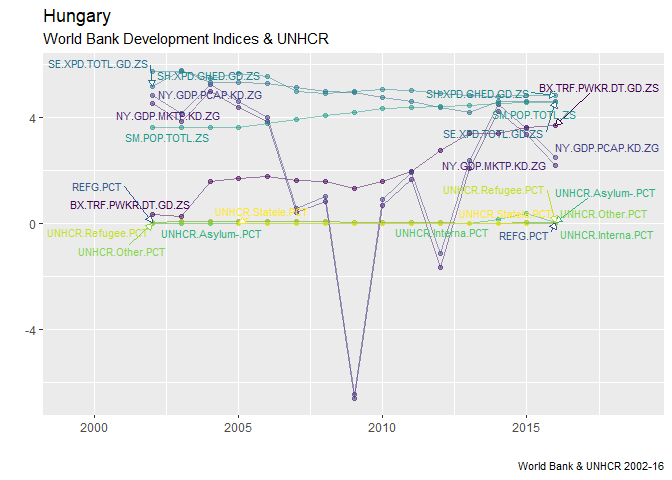 Hungary
World Bank Development Indices & UNHCR
SE.XPD.TOTL.GD.ZS
SH.XPD.GHED.GD.ZS
NY.GDP.PCAP.KD.ZG
NY.GDP.MKTP.KD.ZG
SM.POP.TOTL.ZS
SH.XPD.GHED.GD.ZS
BX.TRF.PWKR.DT.GD.ZS
SM.POP.TOTL.ZS
SE.XPD.TOTL.GD.ZS
NY.GDP.PCAP.KD.ZG
NY.GDP.MKTP.KD.ZG
REFG.PCT
BX.TRF.PWKR.DT.GD.ZS
UNHCR.Refugee.PCT
UNHCR.Asylum-.PCT
UNHCR.Statele.PCT
UNHCR.Statele.PCT
UNHCR.Other.PCT
UNHCR.Refugee.PCT
UNHCR.Asylum-.PCT
UNHCR.Interna.PCT
REFG.PCT
UNHCR.Interna.PCT
UNHCR.Other.PCT
4
0
-4
2000
2005
2010
2015
World Bank & UNHCR 2002-16